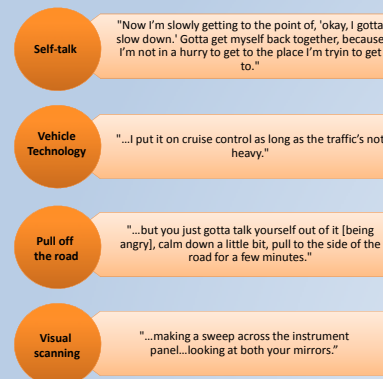 Self-talk
"Now I'm slowly getting to the point of, 'okay, I gotta
slow down.' Gotta get myself back together, because
I'm not in a hurry to get to the place I'm tryin to get
to."
Vehicle
Technology
"...I put it on cruise control as long as the traffic's not
heavy."
Pull off
the road
"...but you just gotta talk yourself out of it [being
angry], calm down a little bit, pull to the side of the
road for a few minutes."
Visual
scanning
"...making a sweep across the instrument
panel...looking at both your mirrors.”